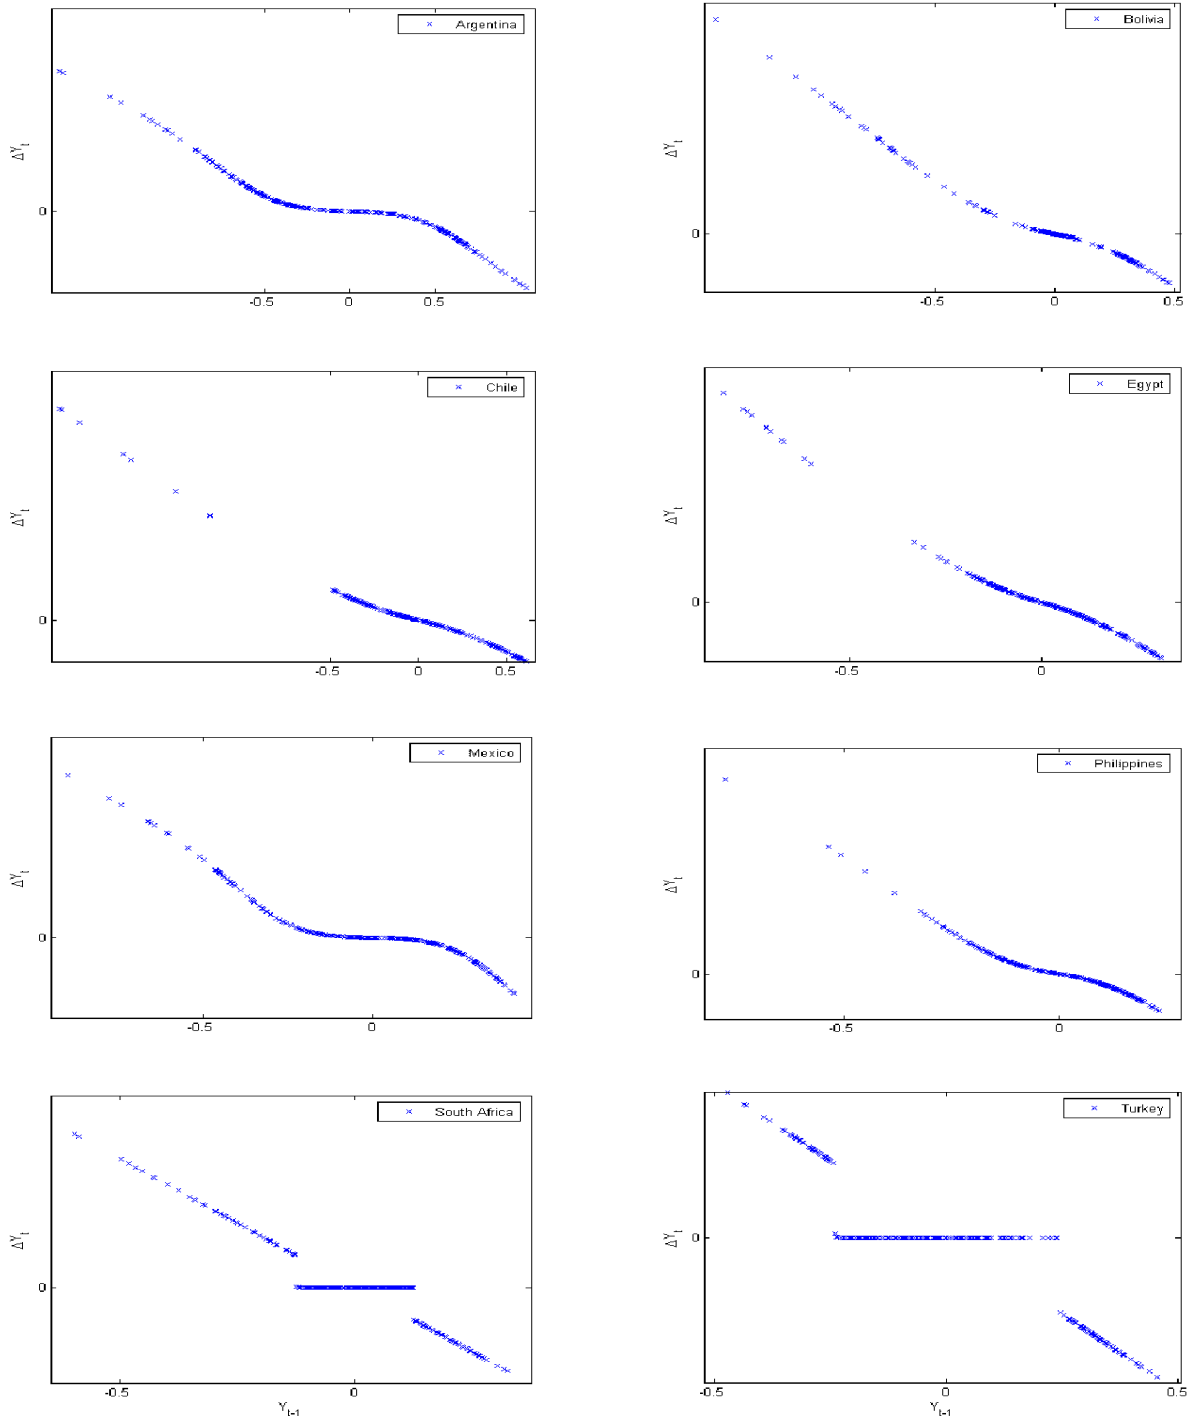 Argentina
ΔY_t
0
-0.5 0 0.5
Bolivia
ΔY_t
0
-0.5 0 0.5
Chile
ΔY_t
0
-0.5 0 0.5
Egypt
ΔY_t
0
-0.5 0
Mexico
ΔY_t
0
-0.5 0
Philippines
ΔY_t
0
-0.5 0
South Africa
ΔY_t
0
-0.5 0
Y_t-1
Turkey
ΔY_t
0
-0.5 0 0.5
Y_t-1